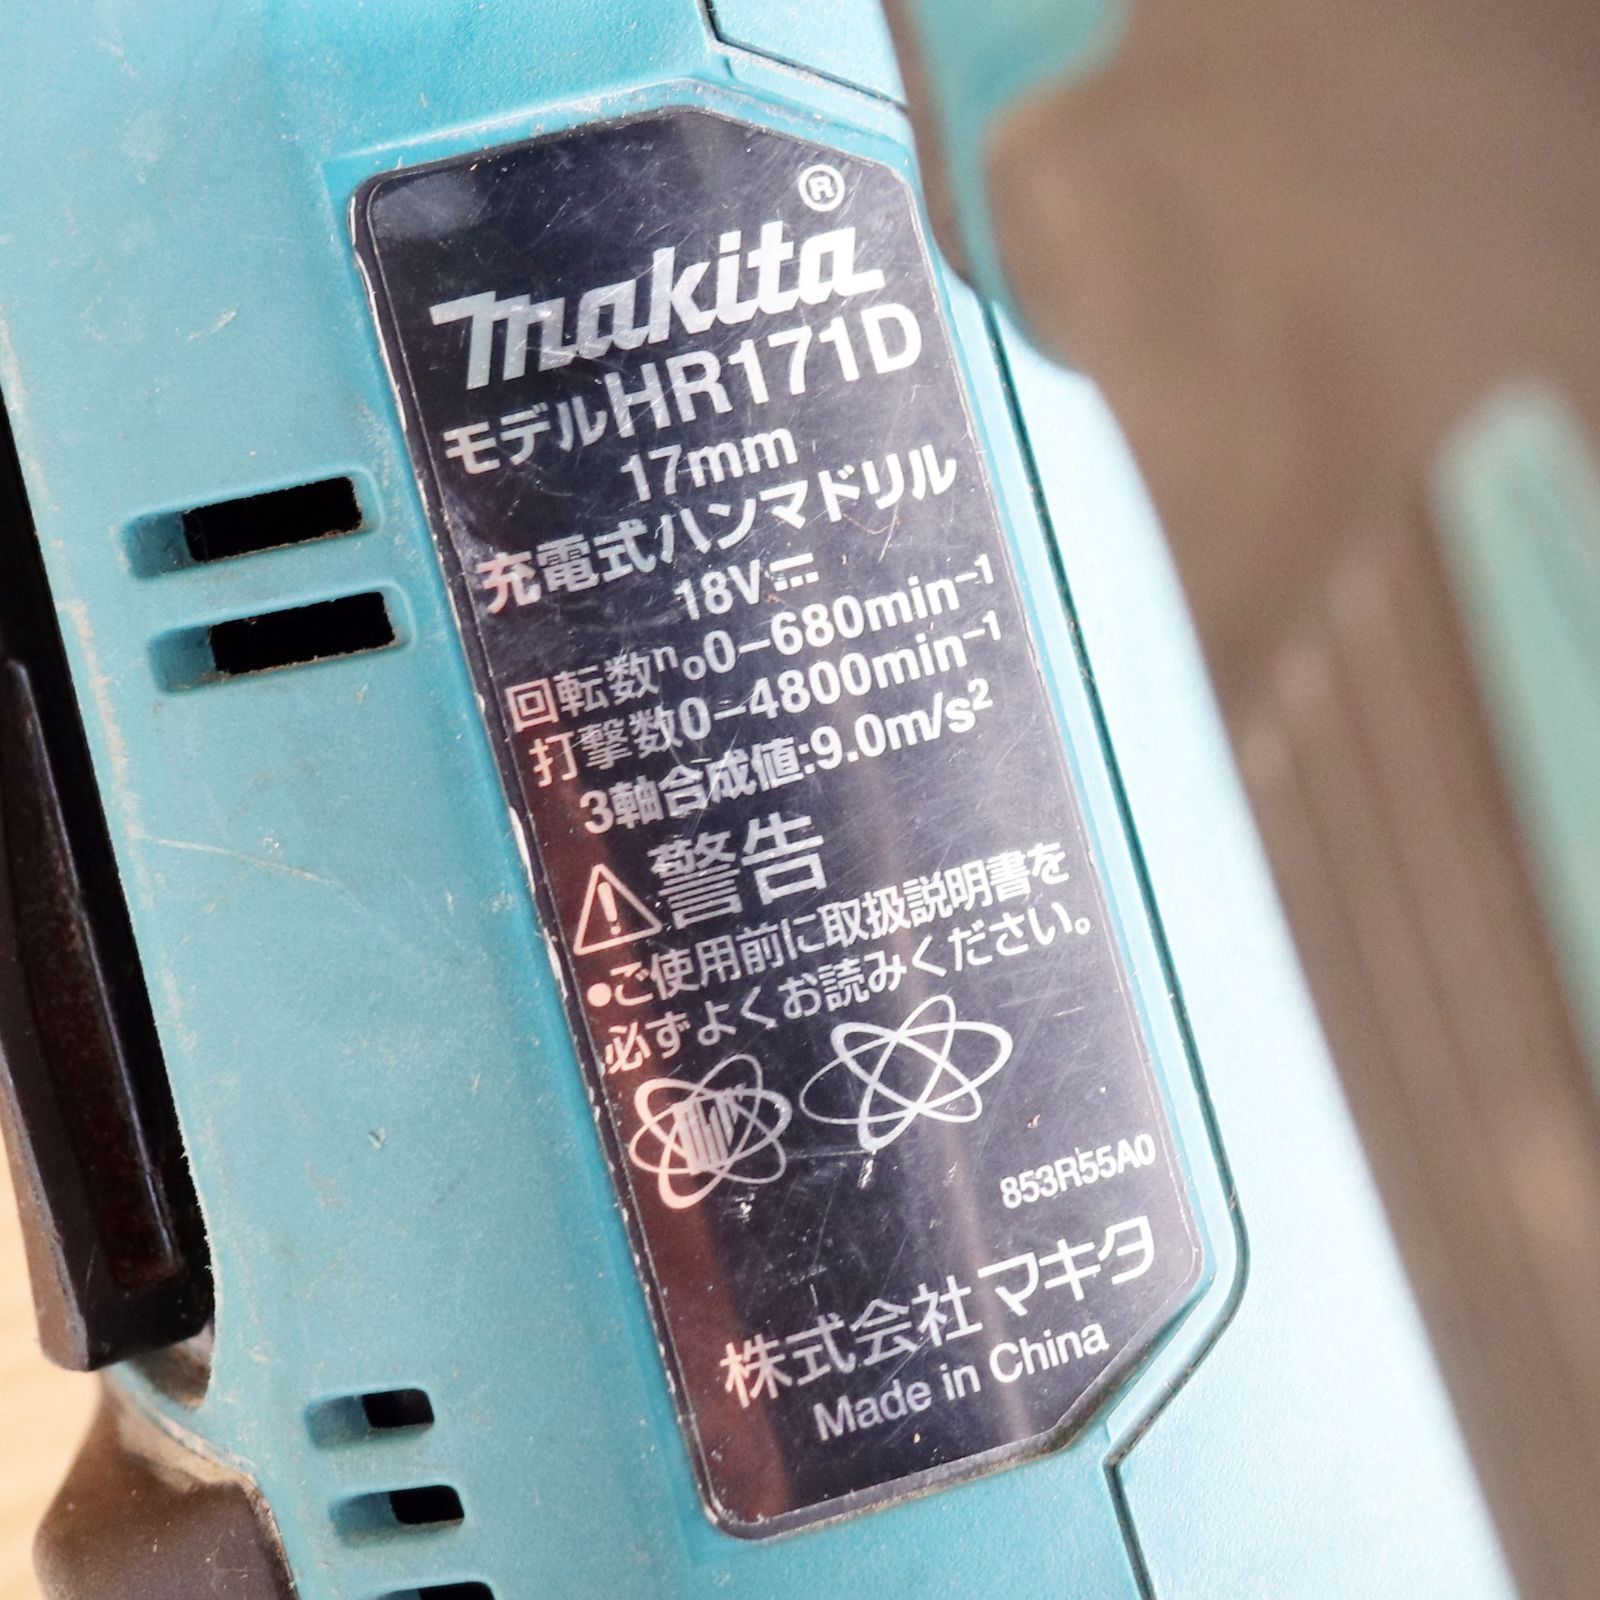 makita®
モデルHR171D
17mm
充電式ハンマドリル
18V⎓
回転数n₀0−680min⁻¹
打撃数0−4800min⁻¹
3軸合成値:9.0m/s²
⚠警告
●ご使用前に取扱説明書を
必ずよくお読みください。
853R55A0
株式会社マキタ
Made in China